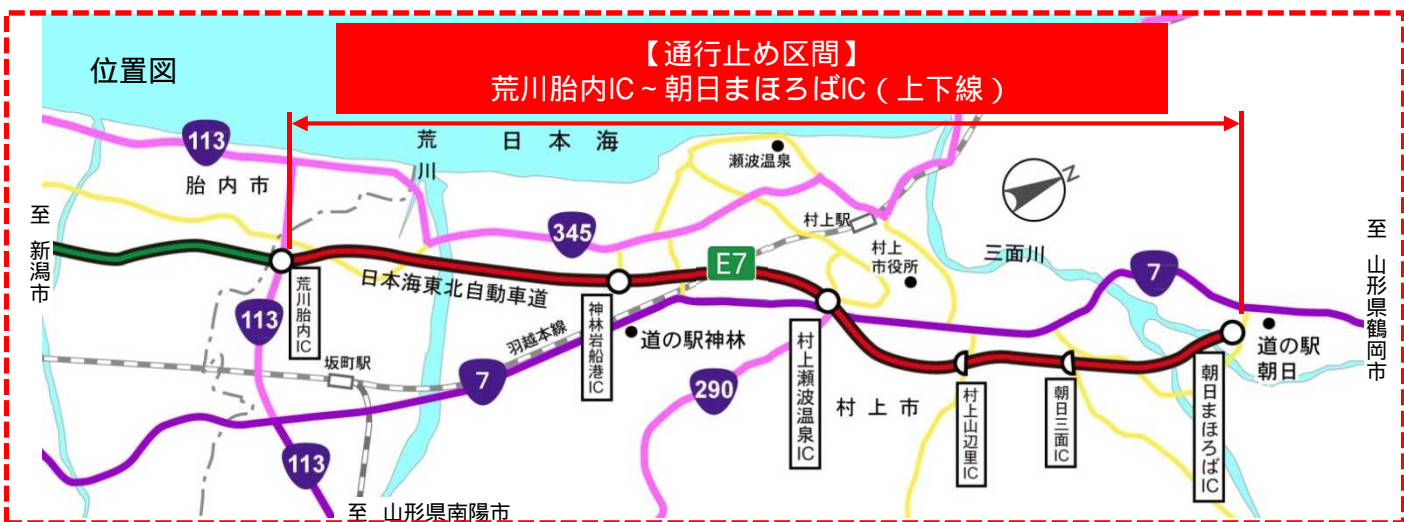 位置図
【通行止め区間】
荒川胎内IC~朝日まほろばIC(上下線)
113
荒川
日本海
胎内市
瀬波温泉
N
至 新潟市
345
村上駅
村上
市役所
三面川
至 山形県鶴岡市
7
E7
荒川胎内IC
日本海東北自動車道
神林岩船港IC
113
羽越本線
道の駅神林
村上瀬波温泉IC
道の駅
朝日
坂町駅
7
290
村上市
村上山辺里IC
朝日三面IC
朝日まほろばIC
113
至 山形県南陽市